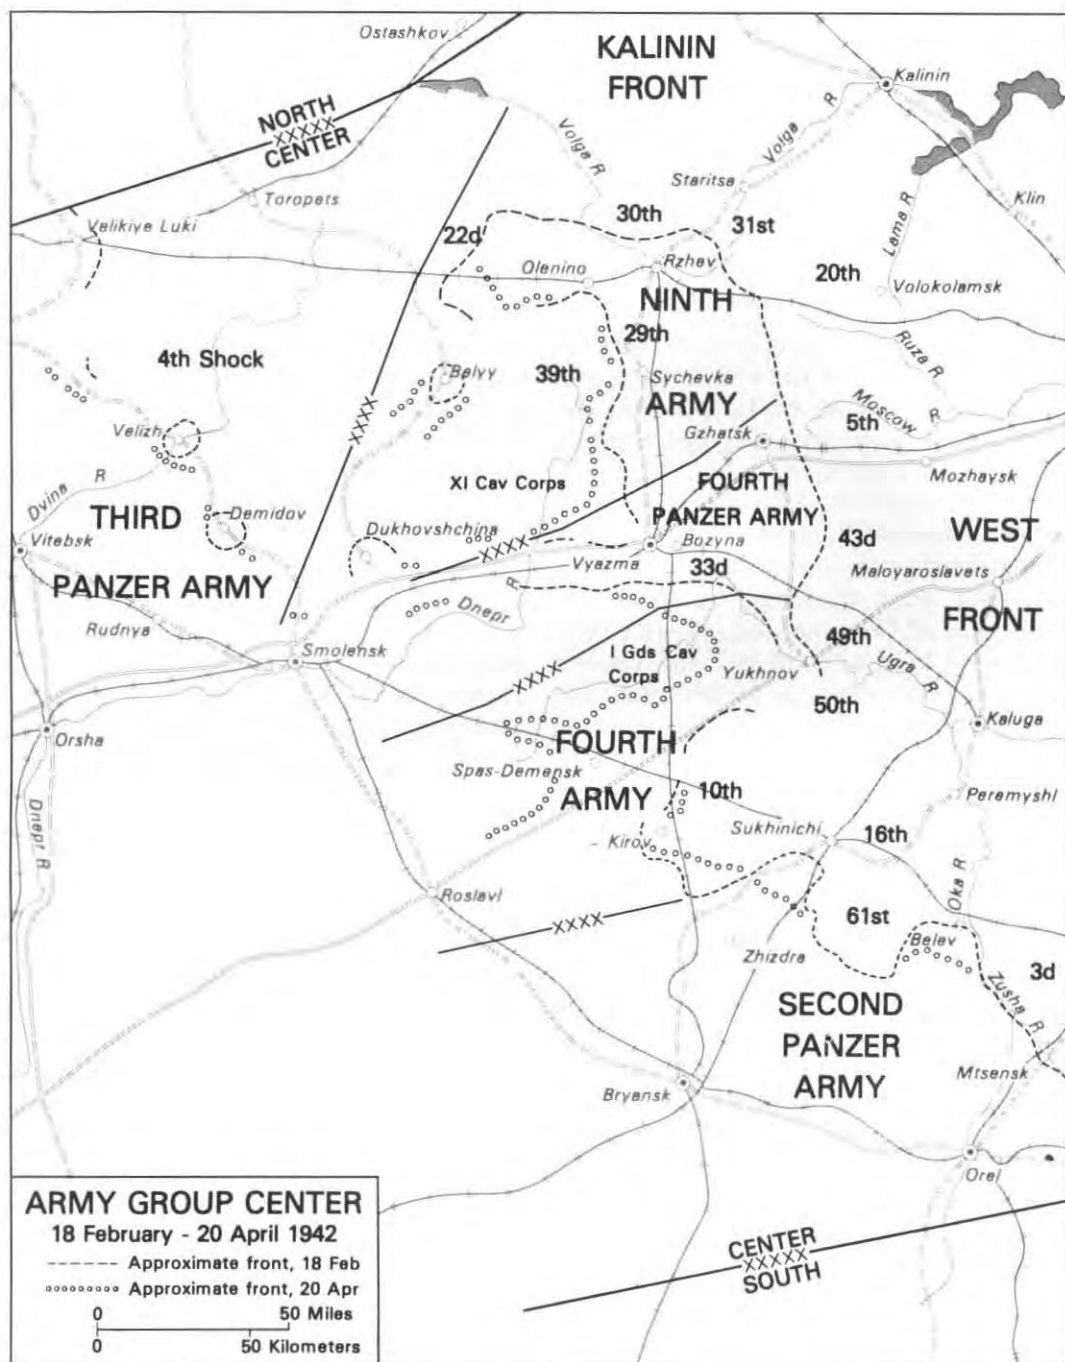 Ostashkov
KALININ
FRONT
Kalinin
NORTH
XXXXX
CENTER
Volga R
Volga R
Staritsa
Klin
Toropets
Velikiye Luki
22d
30th
31st
Lama R
20th
Olenino
Rzhev
Volokolamsk
NINTH
29th
Ruza R
4th Shock
Belyy
39th
Sychevka
ARMY
Moscow R
5th
XXXX
Velizh
Gzhatsk
Mozhaysk
Dvina R
XI Cav Corps
FOURTH
PANZER ARMY
THIRD
Demidov
Dukhovshchina
XXXX
Bozyna
43d
WEST
Vitebsk
Vyazma
33d
Maloyaroslavets
PANZER ARMY
Dnepr R
FRONT
Rudnya
49th
Smolensk
I Gds Cav
Corps
Yukhnov
Ugra R
XXXX
50th
Kaluga
Orsha
FOURTH
Spas-Demensk
ARMY
10th
Peremyshl
Dnepr R
Kirov
Sukhinichi
16th
Roslavl
Oka R
XXXX
61st
Belev
Zhizdra
Zusha R
3d
SECOND
PANZER
ARMY
Mtsensk
Bryansk
Orel
CENTER
XXXXX
SOUTH
ARMY GROUP CENTER
18 February - 20 April 1942
Approximate front, 18 Feb
Approximate front, 20 Apr
0 50 Miles
0 50 Kilometers